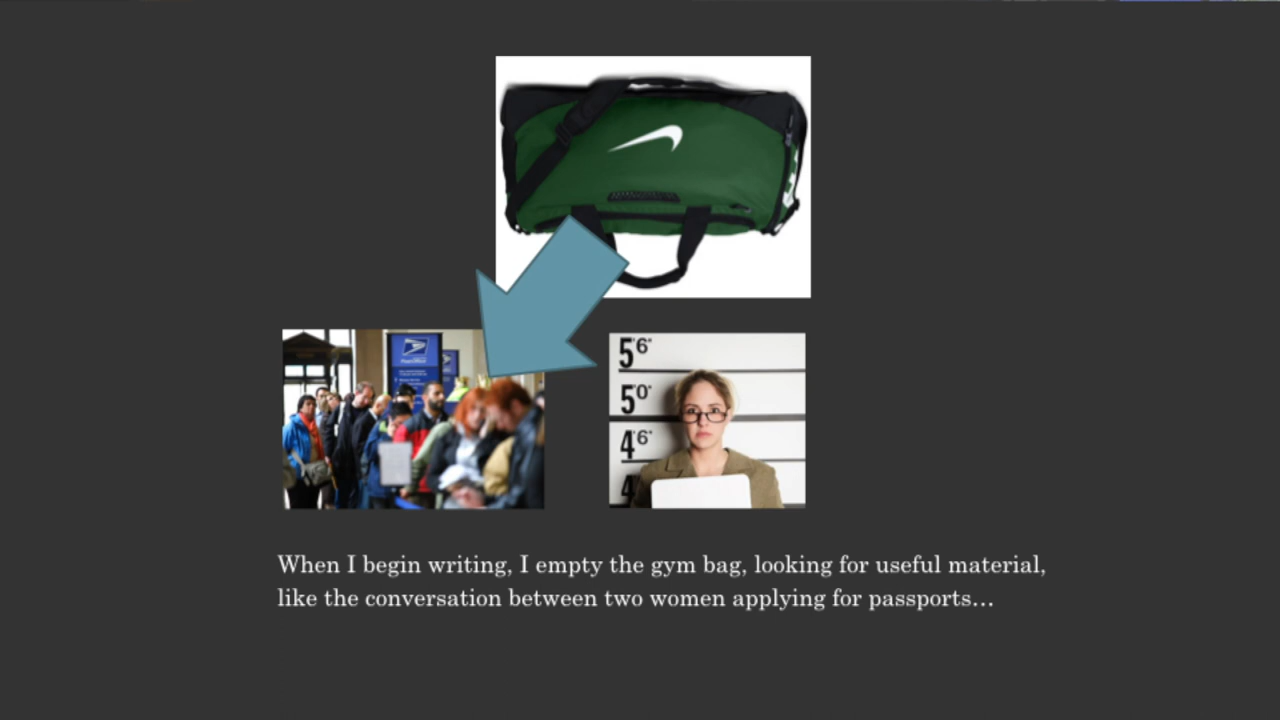 5'6"
5'0"
4'6"
4
When I begin writing, I empty the gym bag, looking for useful material,
like the conversation between two women applying for passports…